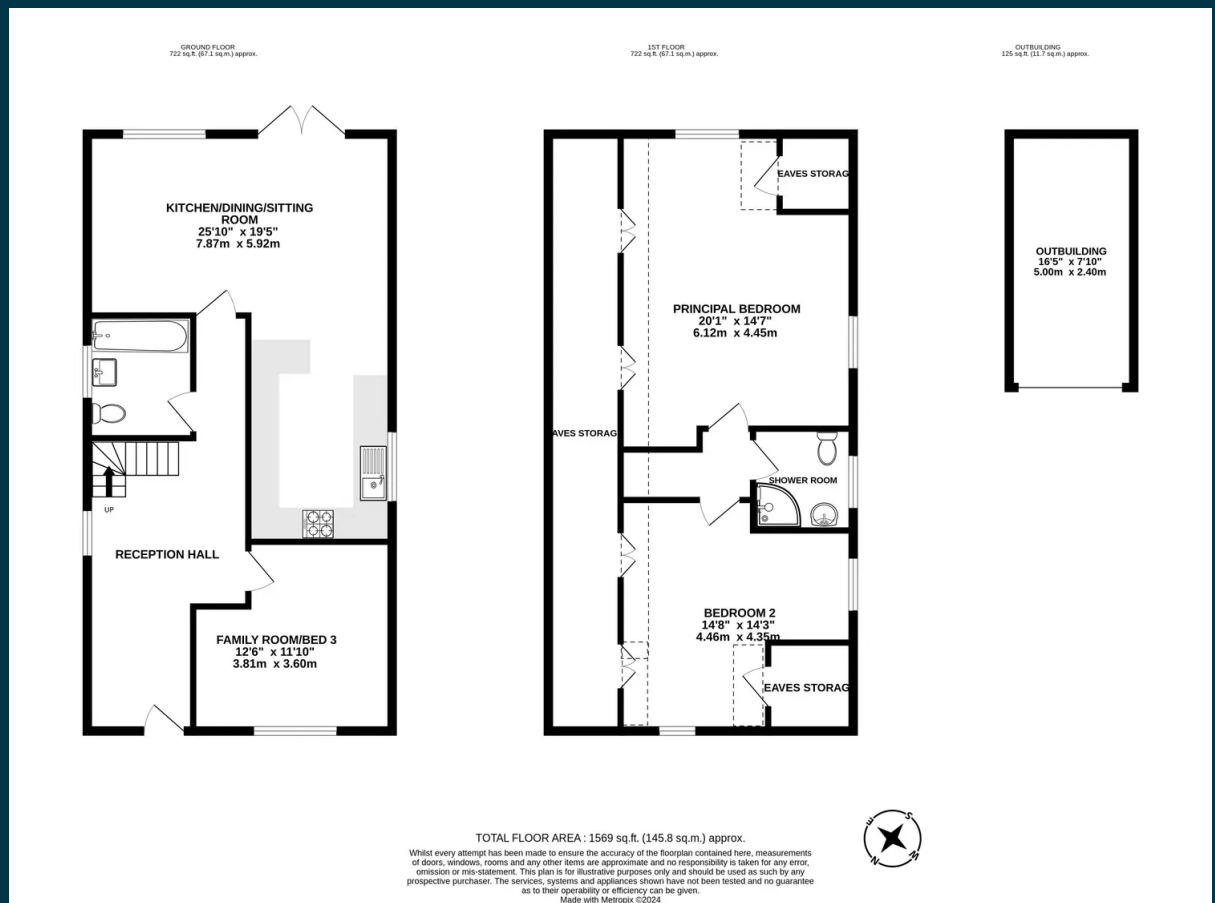 GROUND FLOOR
722 sq.ft. (67.1 sq.m.) approx.
KITCHEN/DINING/SITTING
ROOM
25'10" x 19'5"
7.87m x 5.92m
UP
RECEPTION HALL
FAMILY ROOM/BED 3
12'6" x 11'10"
3.81m x 3.60m
1ST FLOOR
722 sq.ft. (67.1 sq.m.) approx.
EAVES STORAG
PRINCIPAL BEDROOM
20'1" x 14'7"
6.12m x 4.45m
AVES STORAG
SHOWER ROOM
BEDROOM 2
14'8" x 14'3"
4.46m x 4.35m
EAVES STORAG
OUTBUILDING
125 sq.ft. (11.7 sq.m.) approx.
OUTBUILDING
16'5" x 7'10"
5.00m x 2.40m
TOTAL FLOOR AREA : 1569 sq.ft. (145.8 sq.m.) approx.
Whilst every attempt has been made to ensure the accuracy of the floorplan contained here, measurements
of doors, windows, rooms and any other items are approximate and no responsibility is taken for any error,
omission or mis-statement. This plan is for illustrative purposes only and should be used as such by any
prospective purchaser. The services, systems and appliances shown have not been tested and no guarantee
as to their operability or efficiency can be given.
Made with Metropix ©2024
E
S
N
W